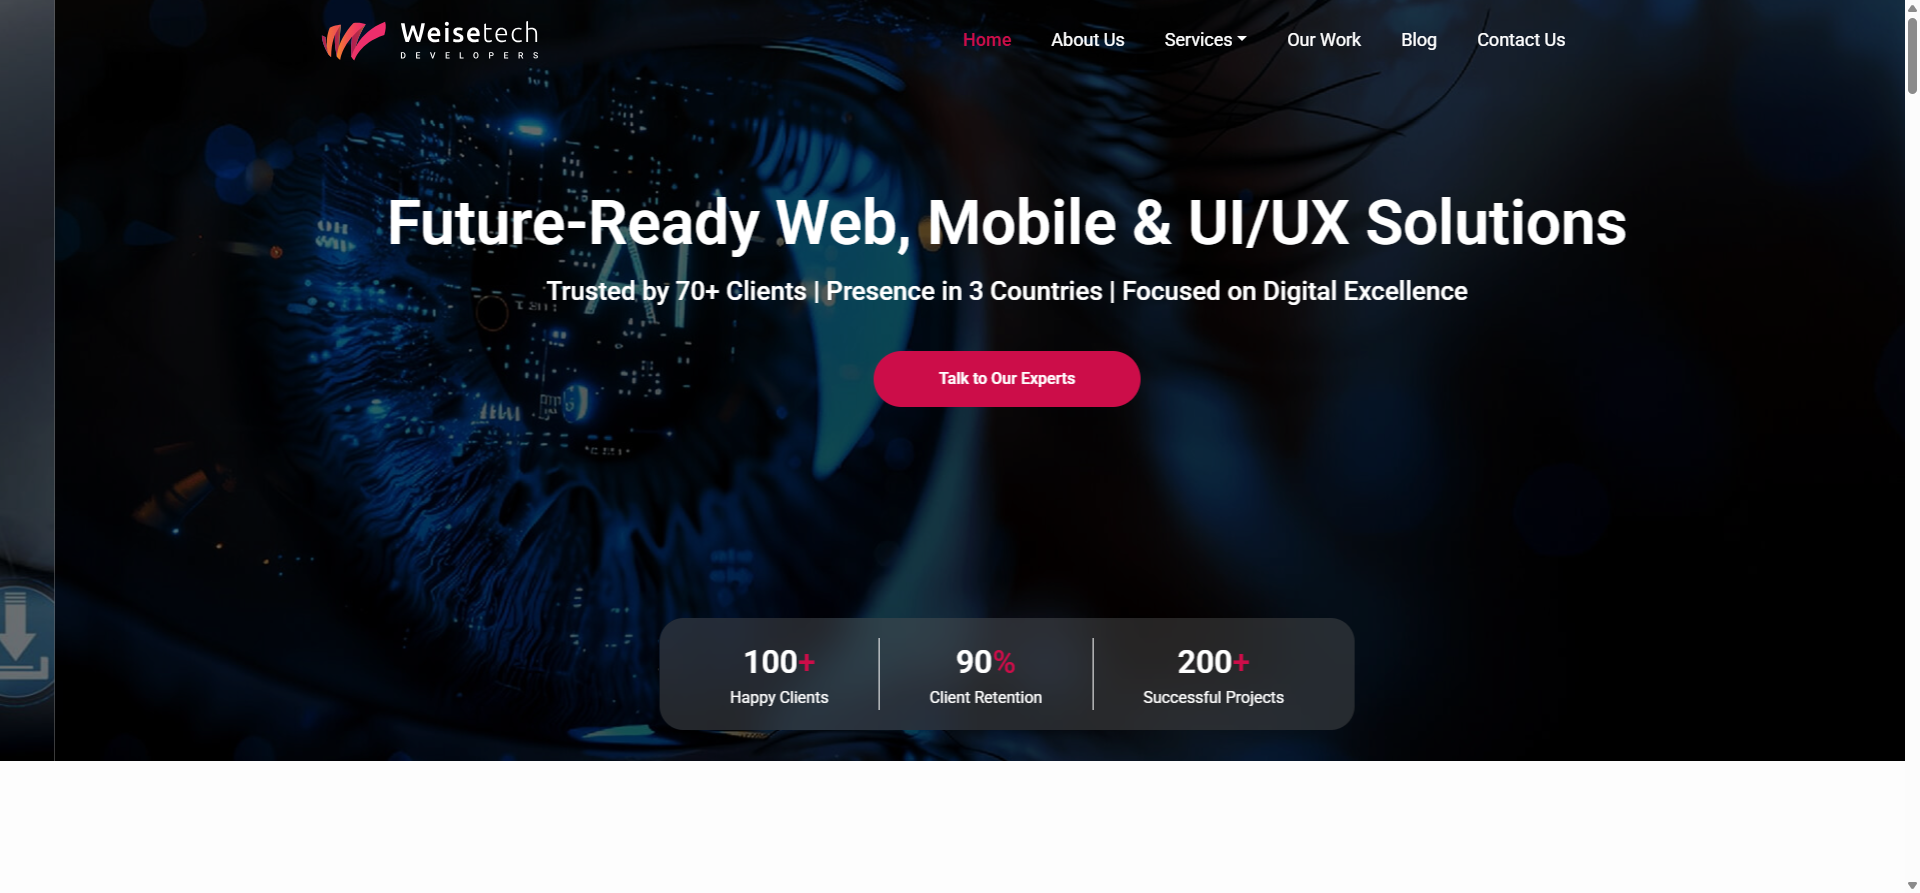 Weisetech
DEVELOPERS
Home
About Us
Services
Our Work
Blog
Contact Us
Future-Ready Web, Mobile & UI/UX Solutions
Trusted by 70+ Clients | Presence in 3 Countries | Focused on Digital Excellence
AI
Talk to Our Experts
100+
Happy Clients
90%
Client Retention
200+
Successful Projects